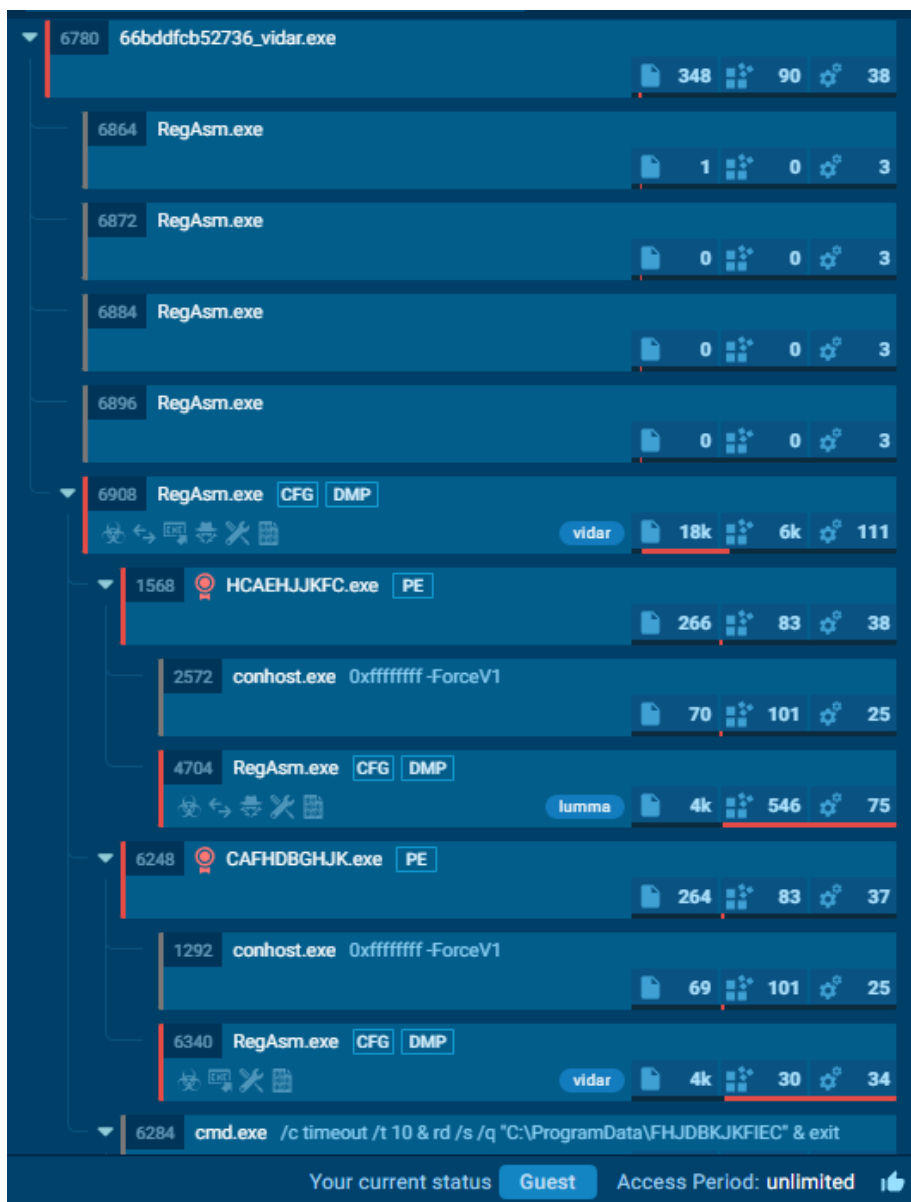 6780 66bddfcb52736_vidar.exe
348 90 38
6864 RegAsm.exe
1 0 3
6872 RegAsm.exe
0 0 3
6884 RegAsm.exe
0 0 3
6896 RegAsm.exe
0 0 3
6908 RegAsm.exe CFG DMP
vidar 18k 6k 111
1568 HCAEHJJKFC.exe PE
266 83 38
2572 conhost.exe 0xffffffff -ForceV1
70 101 25
4704 RegAsm.exe CFG DMP
lumma 4k 546 75
6248 CAFHDBGHJK.exe PE
264 83 37
1292 conhost.exe 0xffffffff -ForceV1
69 101 25
6340 RegAsm.exe CFG DMP
vidar 4k 30 34
6284 cmd.exe /c timeout /t 10 & rd /s /q "C:\ProgramData\FHJDBKJKFIEC" & exit
Your current status Guest Access Period: unlimited